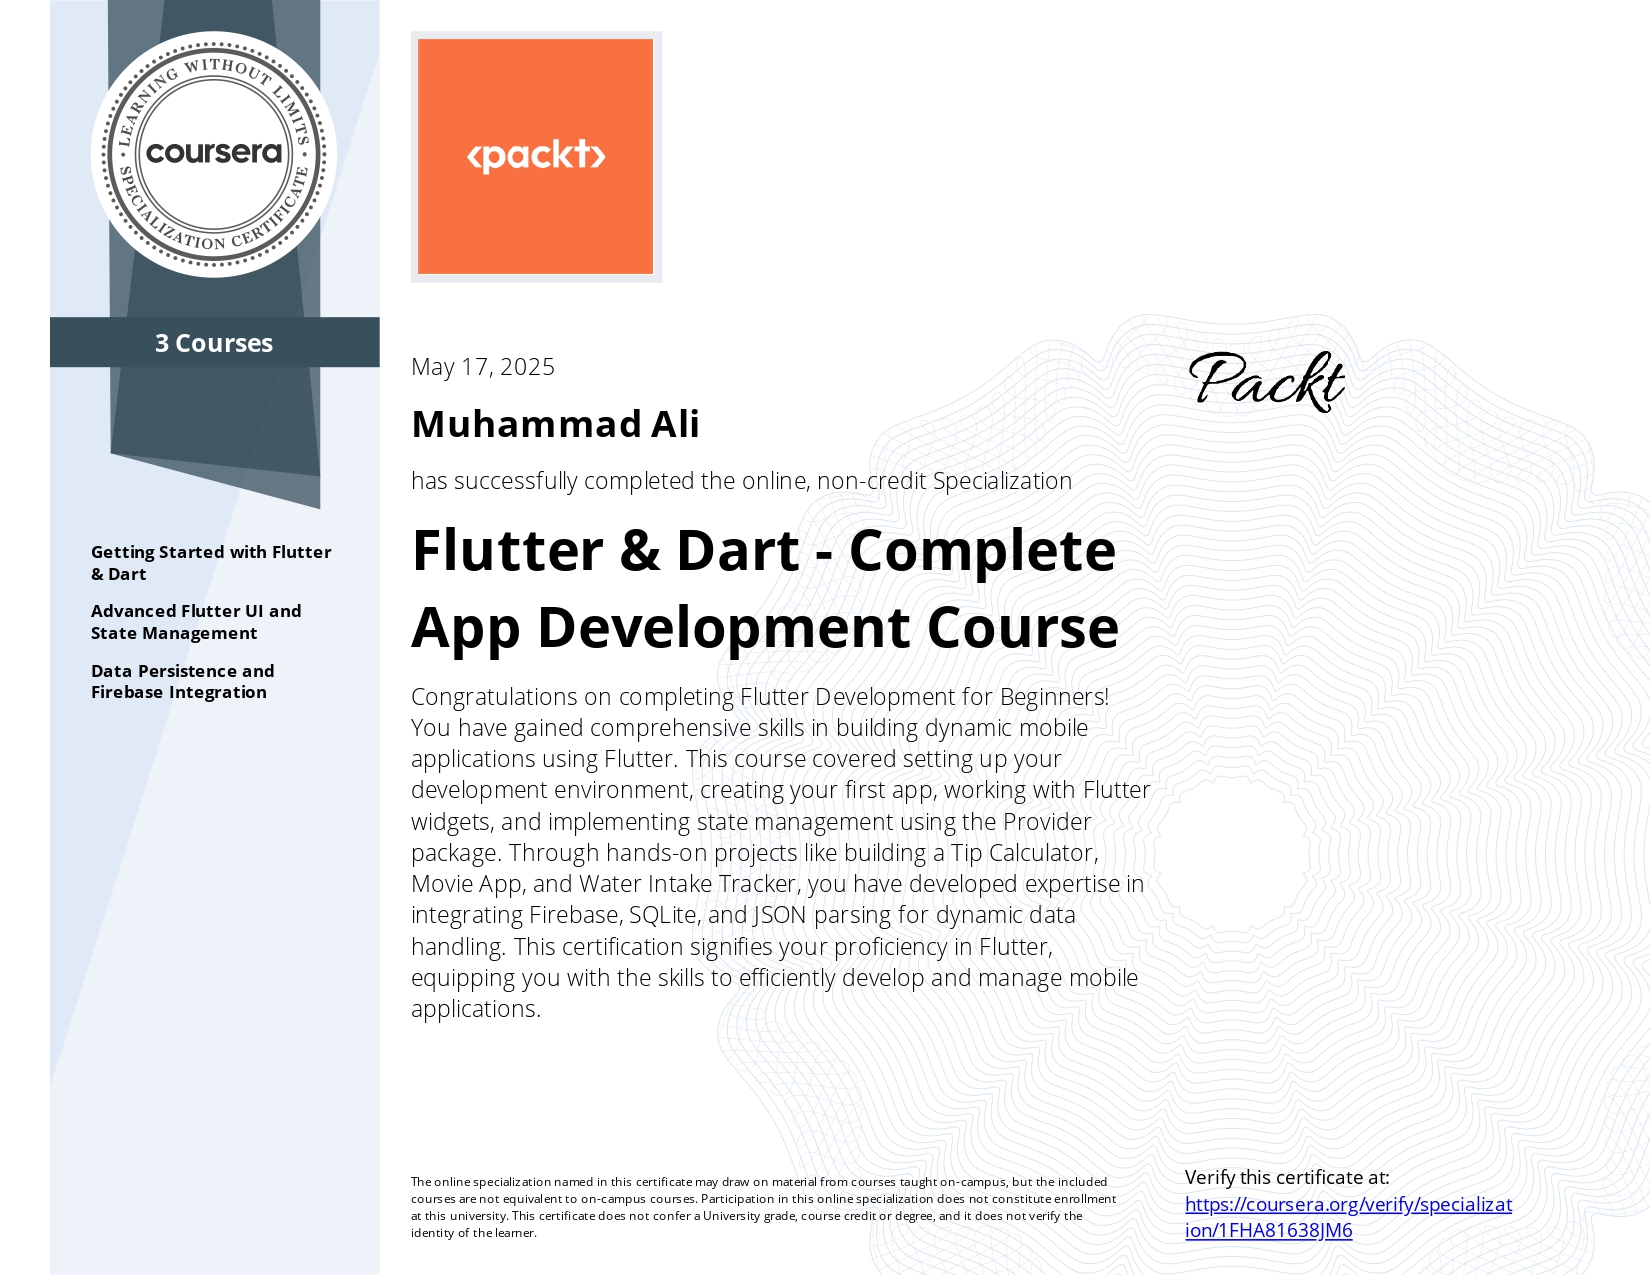 LEARNING WITHOUT LIMITS
coursera
SPECIALIZATION CERTIFICATE
3 Courses
Getting Started with Flutter
& Dart
Advanced Flutter UI and
State Management
Data Persistence and
Firebase Integration
<packt>
May 17, 2025
Packt
Muhammad Ali
has successfully completed the online, non-credit Specialization
Flutter & Dart - Complete
App Development Course
Congratulations on completing Flutter Development for Beginners!
You have gained comprehensive skills in building dynamic mobile
applications using Flutter. This course covered setting up your
development environment, creating your first app, working with Flutter
widgets, and implementing state management using the Provider
package. Through hands-on projects like building a Tip Calculator,
Movie App, and Water Intake Tracker, you have developed expertise in
integrating Firebase, SQLite, and JSON parsing for dynamic data
handling. This certification signifies your proficiency in Flutter,
equipping you with the skills to efficiently develop and manage mobile
applications.
The online specialization named in this certificate may draw on material from courses taught on-campus, but the included
courses are not equivalent to on-campus courses. Participation in this online specialization does not constitute enrollment
at this university. This certificate does not confer a University grade, course credit or degree, and it does not verify the
identity of the learner.
Verify this certificate at:
https://coursera.org/verify/specializat
ion/1FHA81638JM6